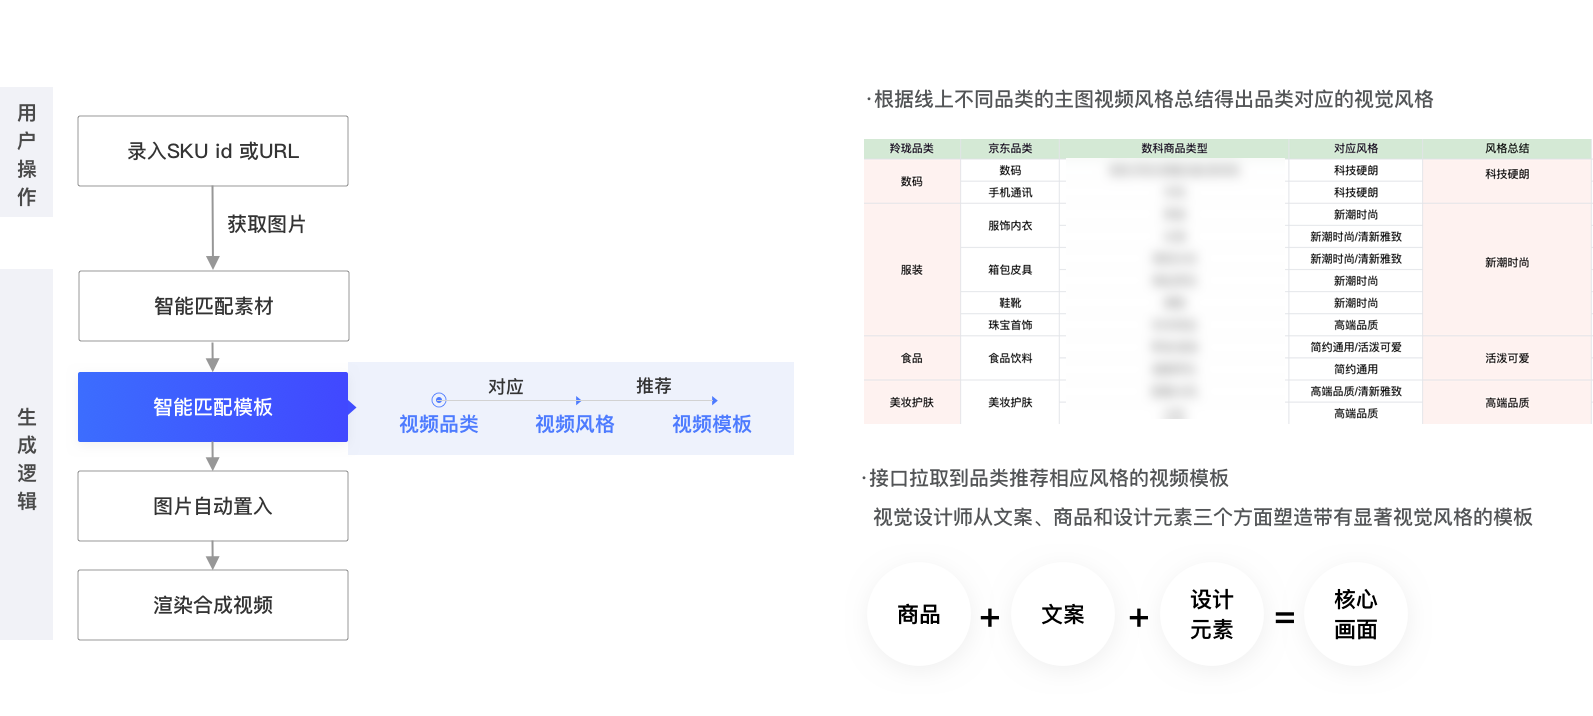 用户操作
录入SKU id 或URL
获取图片
生成逻辑
智能匹配素材
智能匹配模板
对应
推荐
视频品类
视频风格
视频模板
图片自动置入
渲染合成视频
·根据线上不同品类的主图视频风格总结得出品类对应的视觉风格
羚珑品类 京东品类 数科商品类型 对应风格 风格总结
数码 数码 科技硬朗 科技硬朗
手机通讯 科技硬朗
服装 服饰内衣 新潮时尚 新潮时尚
新潮时尚/清新雅致
箱包皮具 新潮时尚/清新雅致
新潮时尚
鞋靴 新潮时尚
珠宝首饰 高端品质
食品 食品饮料 简约通用/活泼可爱 活泼可爱
简约通用
美妆护肤 美妆护肤 高端品质/清新雅致 高端品质
高端品质
·接口拉取到品类推荐相应风格的视频模板
视觉设计师从文案、商品和设计元素三个方面塑造带有显著视觉风格的模板
商品 + 文案 + 设计元素 = 核心画面